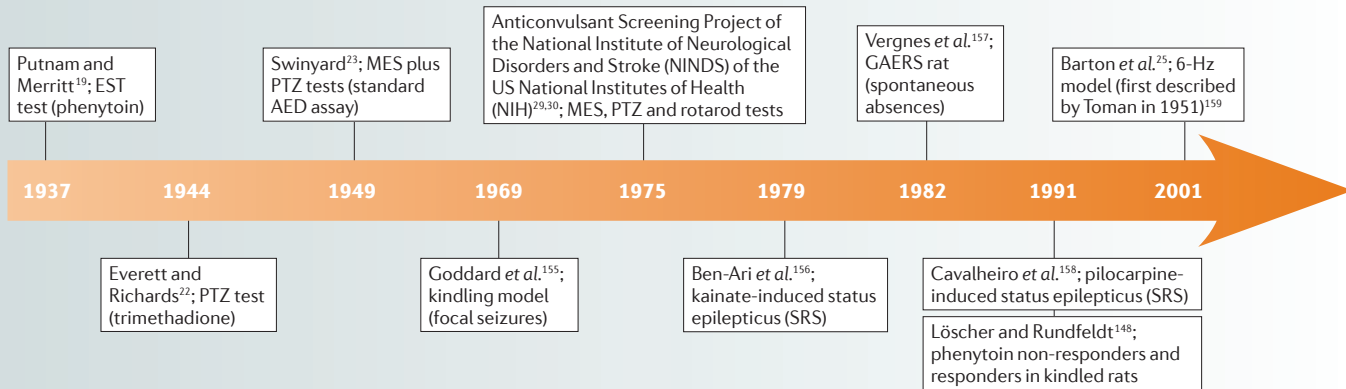 Putnam and
Merritt¹⁹; EST
test (phenytoin)
Swinyard²³; MES plus
PTZ tests (standard
AED assay)
Anticonvulsant Screening Project of
the National Institute of Neurological
Disorders and Stroke (NINDS) of the
US National Institutes of Health
(NIH)²⁹,³⁰; MES, PTZ and rotarod tests
Vergnes et al.¹⁵⁷;
GAERS rat
(spontaneous
absences)
Barton et al.²⁵; 6-Hz
model (first described
by Toman in 1951)¹⁵⁹
1937 1944 1949 1969 1975 1979 1982 1991 2001
Everett and
Richards²²; PTZ test
(trimethadione)
Goddard et al.¹⁵⁵;
kindling model
(focal seizures)
Ben-Ari et al.¹⁵⁶;
kainate-induced status
epilepticus (SRS)
Cavalheiro et al.¹⁵⁸; pilocarpine-
induced status epilepticus (SRS)
Löscher and Rundfeldt¹⁴⁸;
phenytoin non-responders and
responders in kindled rats